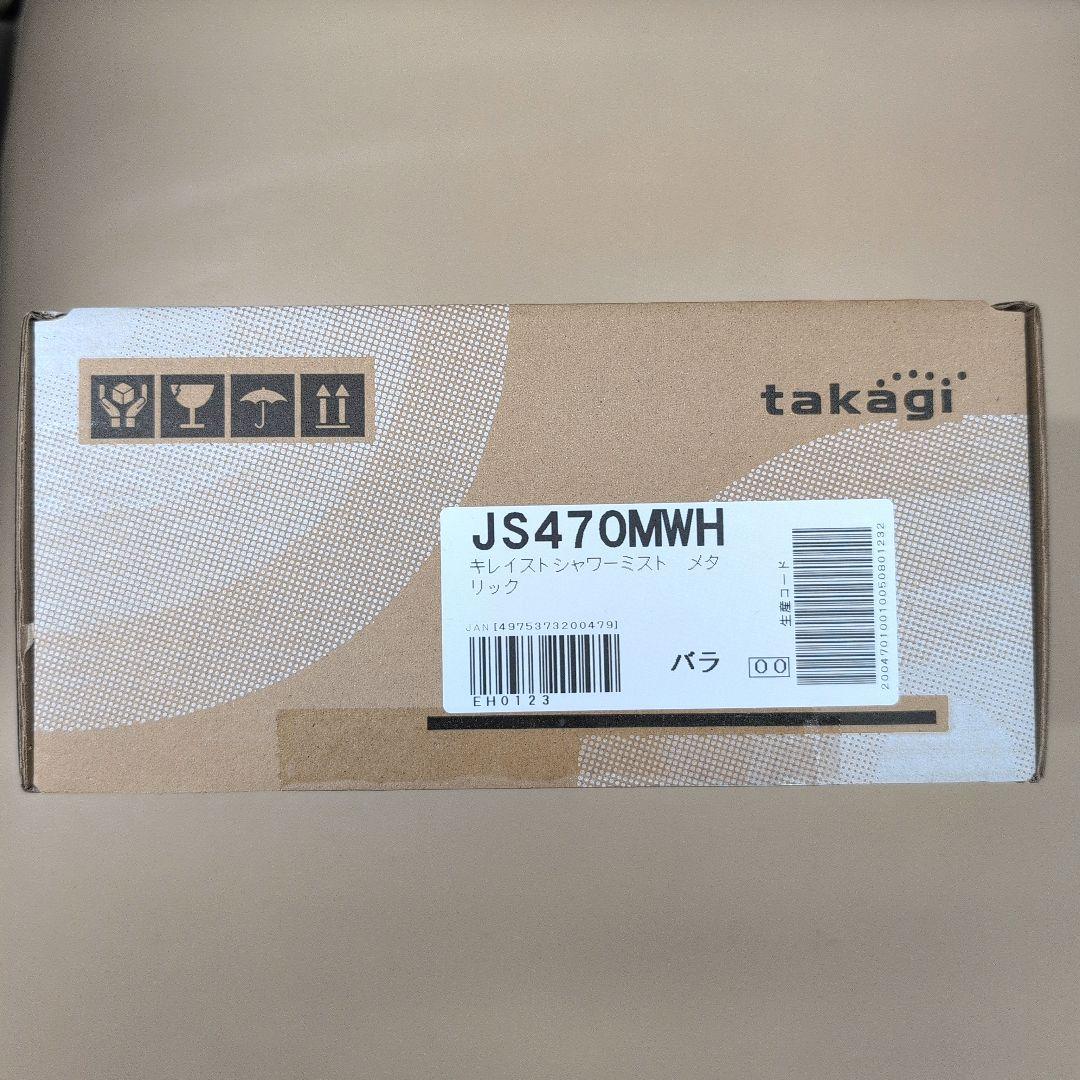 takagi
JS470MWH
キレイストシャワーミスト　メタ
リック
JAN[4975373200479]
EH0123
バラ
00
生産コード
20047010010050801232